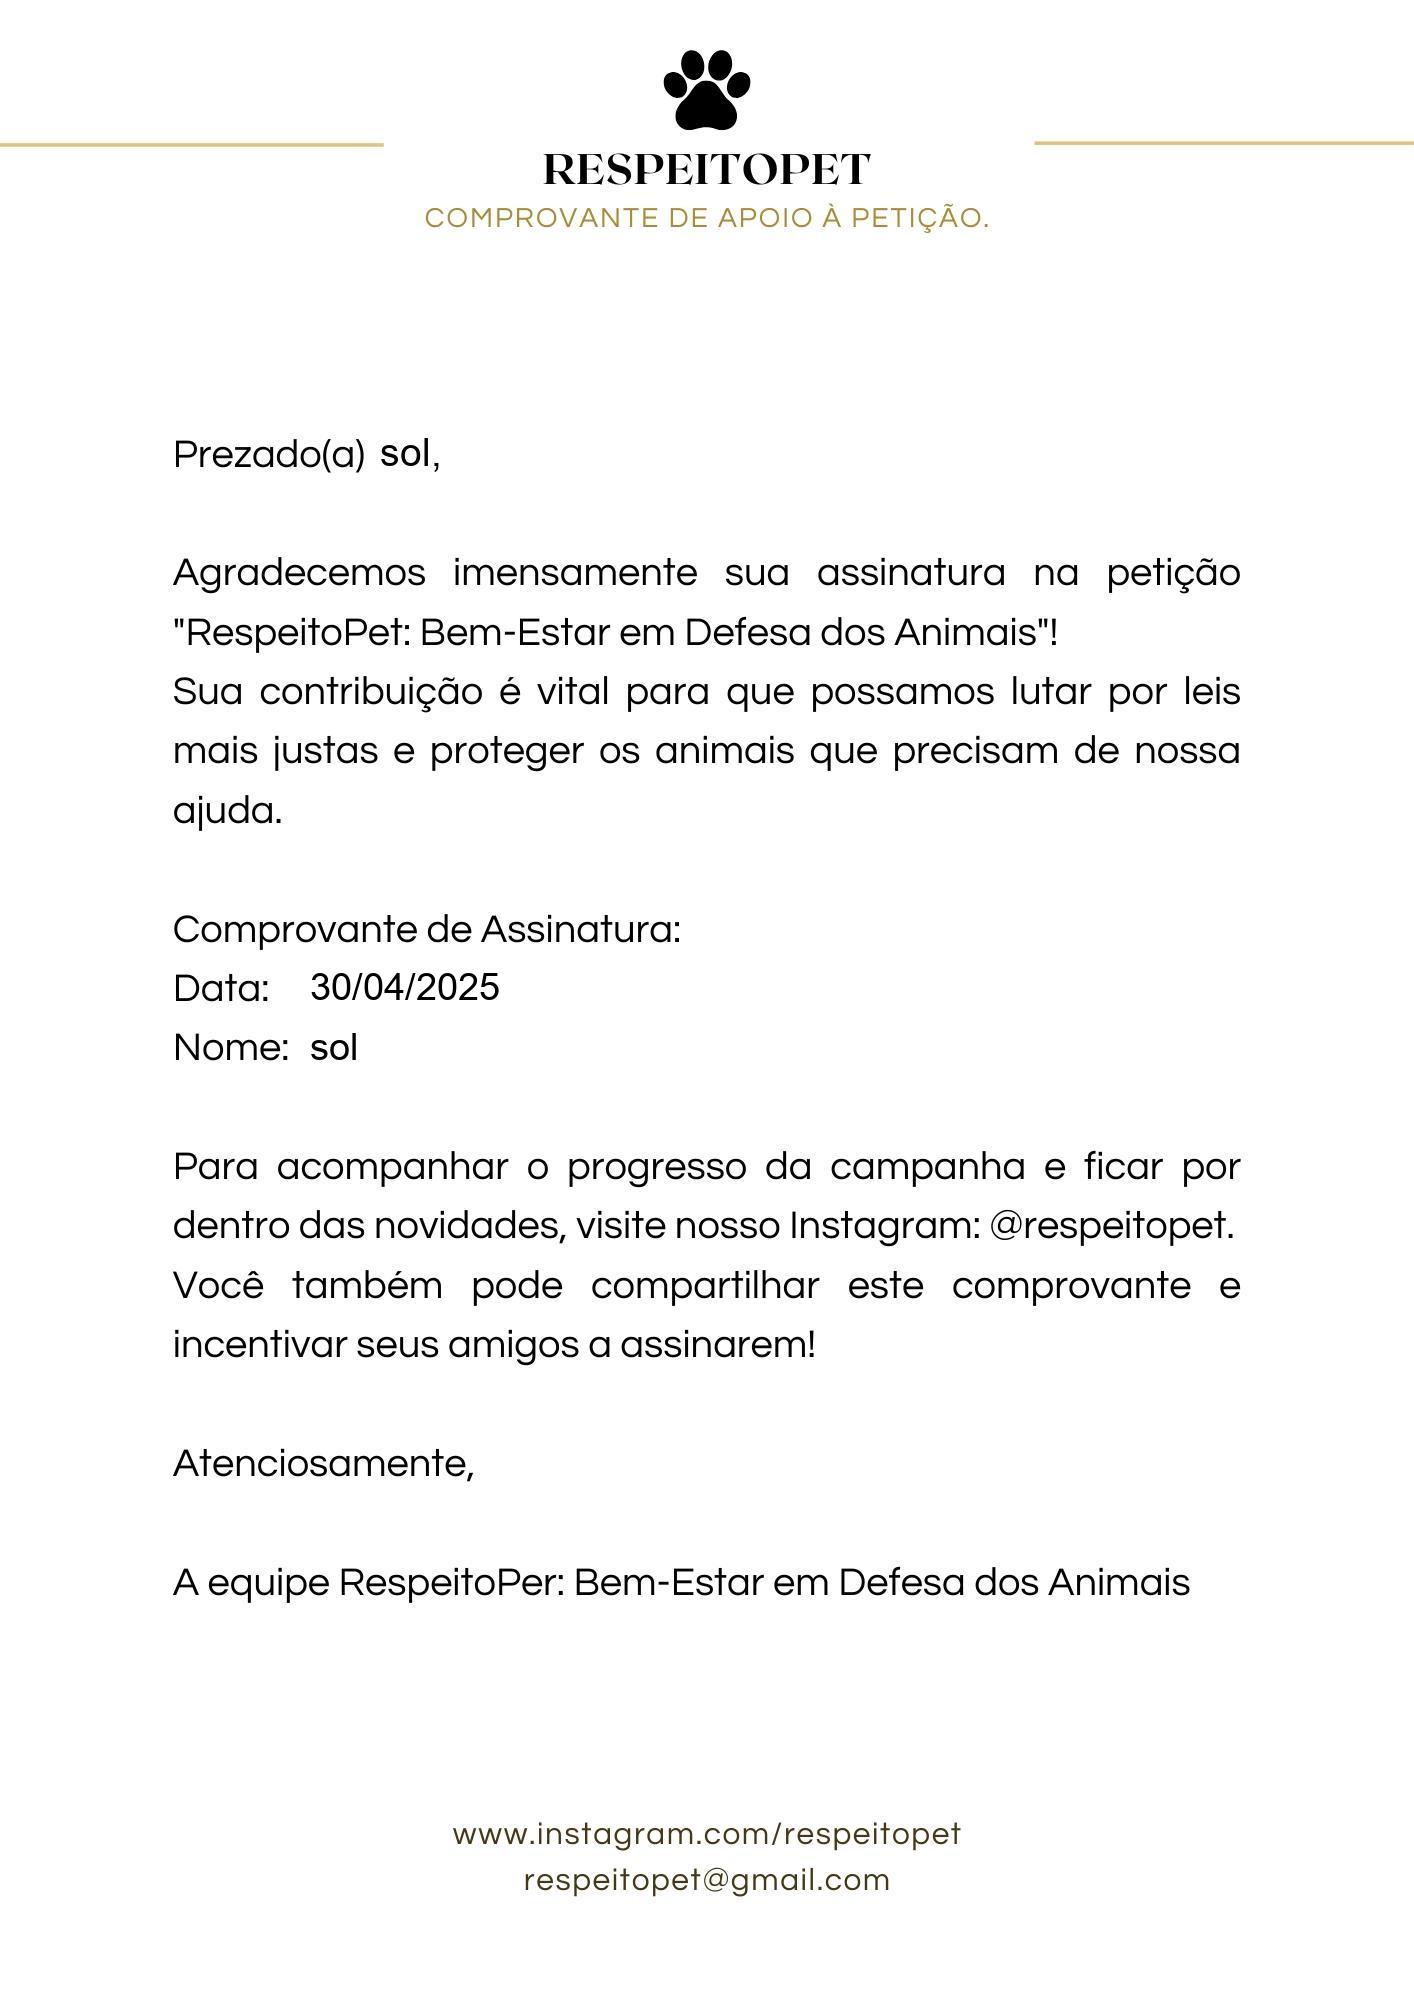 RESPEITOPET
COMPROVANTE DE APOIO À PETIÇÃO.
Prezado(a) sol,
Agradecemos imensamente sua assinatura na petição
"RespeitoPet: Bem-Estar em Defesa dos Animais"!
Sua contribuição é vital para que possamos lutar por leis
mais justas e proteger os animais que precisam de nossa
ajuda.
Comprovante de Assinatura:
Data: 30/04/2025
Nome: sol
Para acompanhar o progresso da campanha e ficar por
dentro das novidades, visite nosso Instagram: @respeitopet.
Você também pode compartilhar este comprovante e
incentivar seus amigos a assinarem!
Atenciosamente,
A equipe RespeitoPer: Bem-Estar em Defesa dos Animais
www.instagram.com/respeitopet
respeitopet@gmail.com